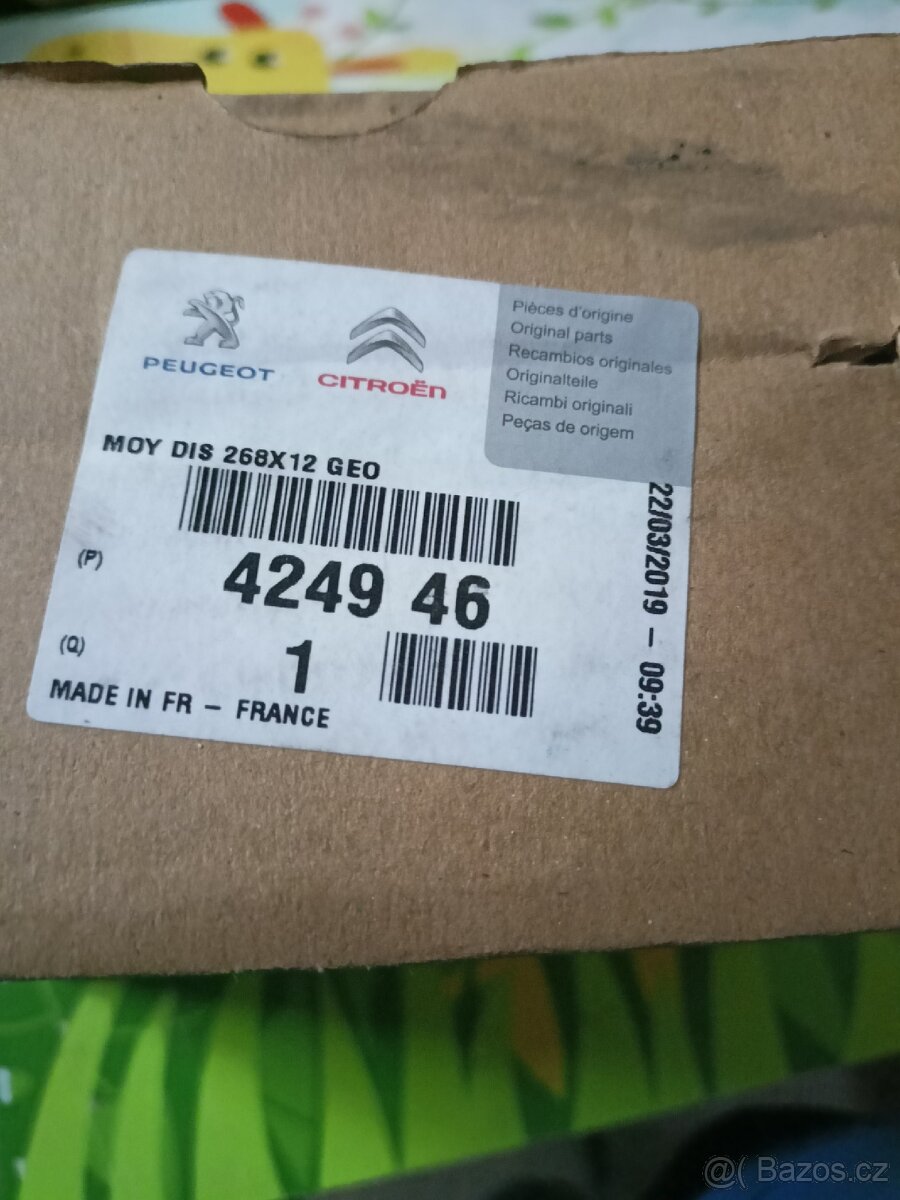 PEUGEOT
CITROËN
Pièces d'origine
Original parts
Recambios originales
Originalteile
Ricambi originali
Peças de origem
MOY DIS 268X12 GEO
(P)
4249 46
(Q)
1
MADE IN FR - FRANCE
22/03/2019 - 09:39
@( Bazos.cz